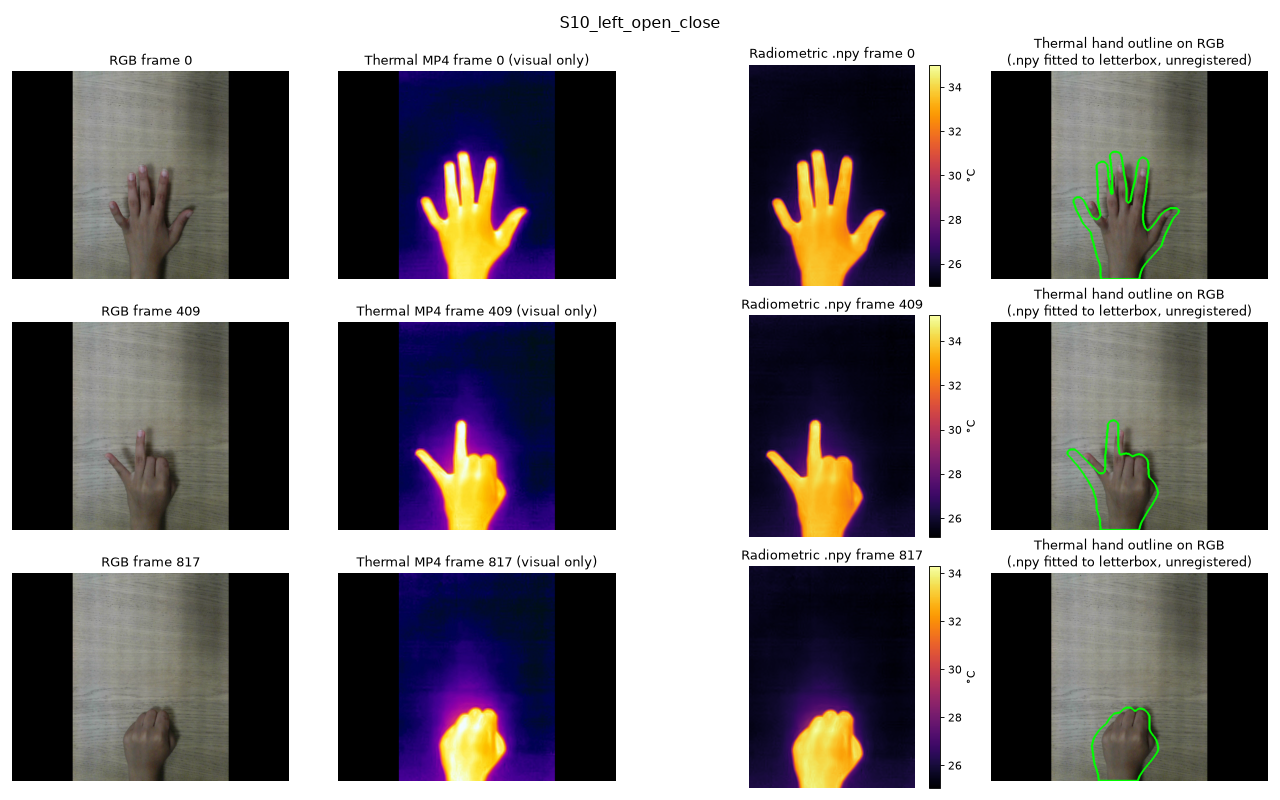 S10_left_open_close
RGB frame 0
Thermal MP4 frame 0 (visual only)
Radiometric .npy frame 0
34
32
30
28
26
°C
Thermal hand outline on RGB
(.npy fitted to letterbox, unregistered)
RGB frame 409
Thermal MP4 frame 409 (visual only)
Radiometric .npy frame 409
34
32
30
28
26
°C
Thermal hand outline on RGB
(.npy fitted to letterbox, unregistered)
RGB frame 817
Thermal MP4 frame 817 (visual only)
Radiometric .npy frame 817
34
32
30
28
26
°C
Thermal hand outline on RGB
(.npy fitted to letterbox, unregistered)